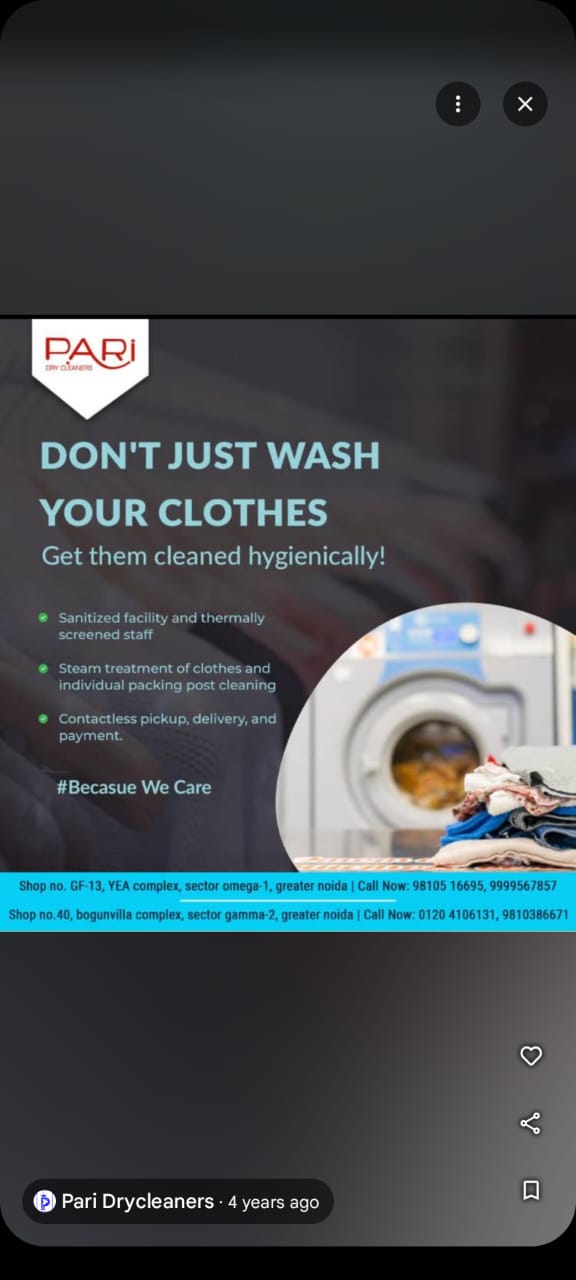 PARi
DRY CLEANERS
DON'T JUST WASH
YOUR CLOTHES
Get them cleaned hygienically!
Sanitized facility and thermally
screened staff
Steam treatment of clothes and
individual packing post cleaning
Contactless pickup, delivery, and
payment.
#Becasue We Care
Shop no. GF-13, YEA complex, sector omega-1, greater noida | Call Now: 98105 16695, 9999567857
Shop no.40, bogunvilla complex, sector gamma-2, greater noida | Call Now: 0120 4106131, 9810386671
Pari Drycleaners · 4 years ago